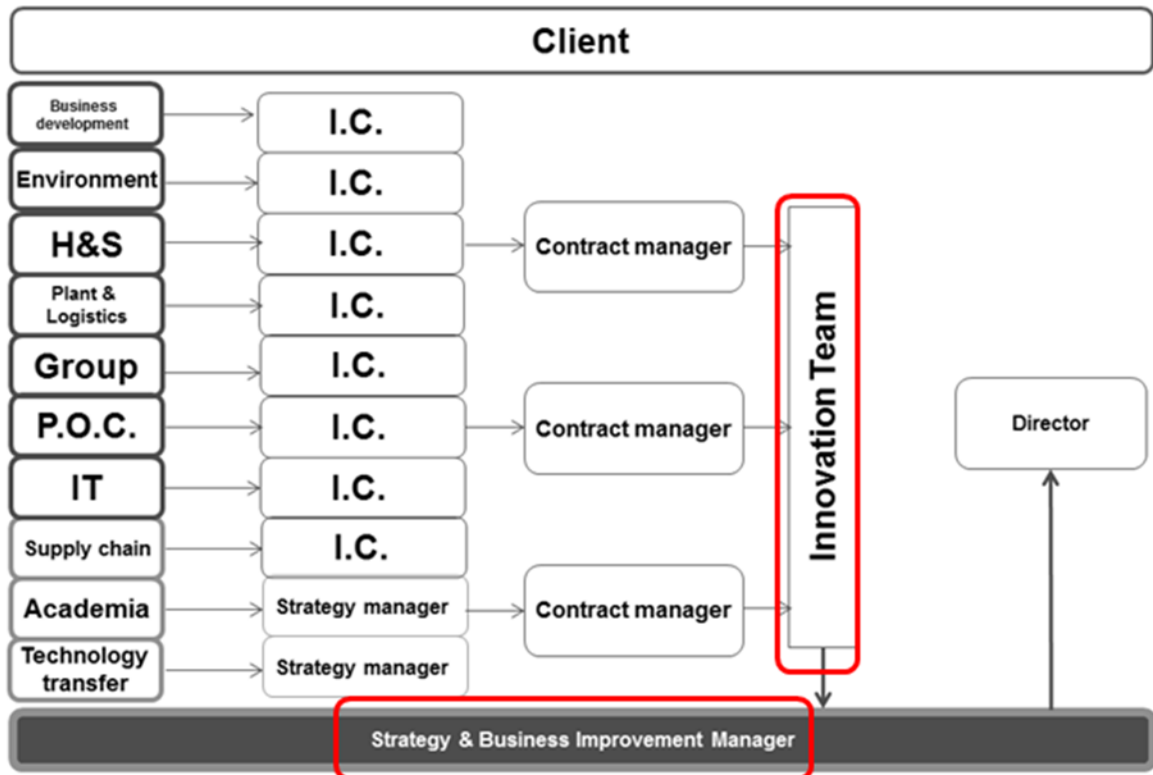 Client
Business
development
I.C.
Environment
I.C.
H&S
I.C.
Contract manager
Plant &
Logistics
I.C.
Group
I.C.
P.O.C.
I.C.
Contract manager
IT
I.C.
Supply chain
I.C.
Academia
Strategy manager
Contract manager
Technology
transfer
Strategy manager
Innovation Team
Director
Strategy & Business Improvement Manager